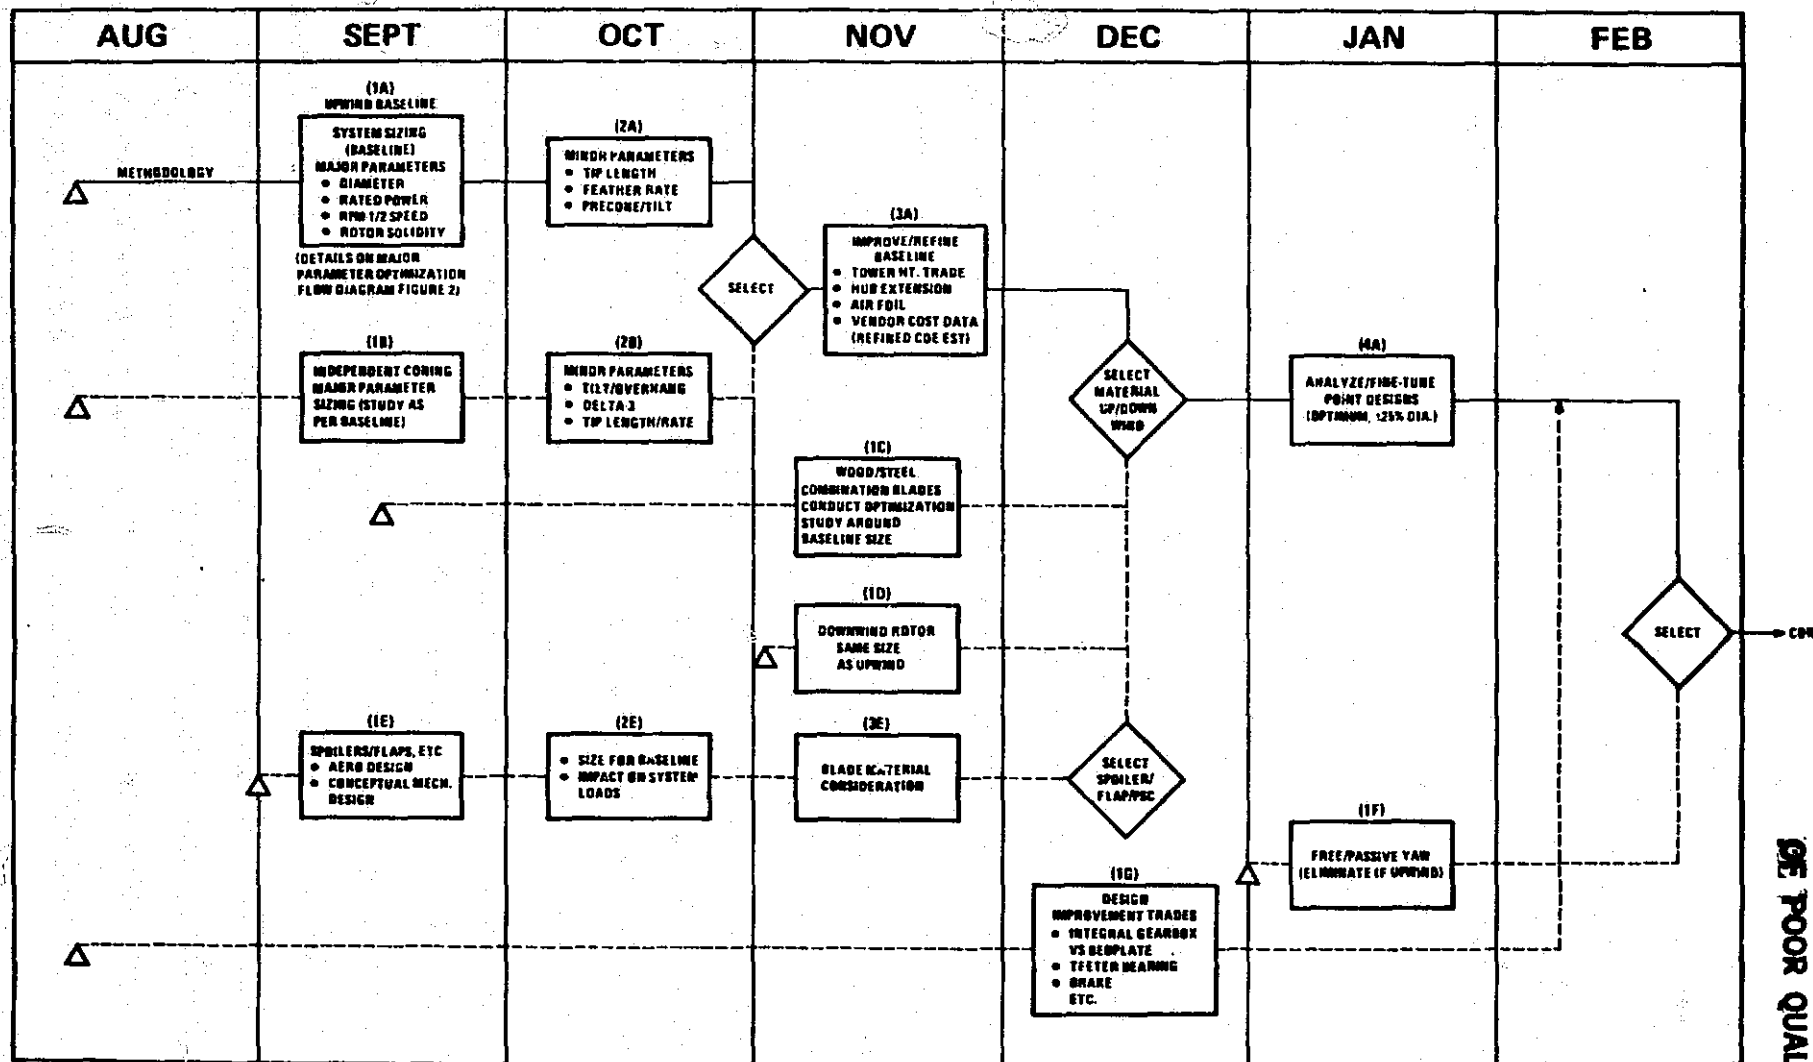 AUG
SEPT
OCT
NOV
DEC
JAN
FEB
(1A)
UPWIND BASELINE
SYSTEM SIZING
(BASELINE)
MAJOR PARAMETERS
• DIAMETER
• RATED POWER
• RPM-1/2 SPEED
• ROTOR SOLIDITY
(DETAILS ON MAJOR
PARAMETER OPTIMIZATION
FLOW DIAGRAM FIGURE 2)
METHODOLOGY
(2A)
MINOR PARAMETERS
• TIP LENGTH
• FEATHER RATE
• PRECONE/TILT
SELECT
(3A)
IMPROVE/REFINE
BASELINE
• TOWER HT. TRADE
• HUB EXTENSION
• AIR FOIL
• VENDOR COST DATA
(REFINED COE EST)
(1B)
INDEPENDENT CONING
MAJOR PARAMETER
SIZING (STUDY AS
PER BASELINE)
(2B)
MINOR PARAMETERS
• TILT/OVERHANG
• DELTA-3
• TIP LENGTH/RATE
SELECT
MATERIAL
UP/DOWN
WIND
(4A)
ANALYZE/FINE-TUNE
POINT DESIGNS
(OPTIMUM, ±25% DIA.)
(1C)
WOOD/STEEL
COMBINATION BLADES
CONDUCT OPTIMIZATION
STUDY AROUND
BASELINE SIZE
(1D)
DOWNWIND ROTOR
SAME SIZE
AS UPWIND
SELECT
(1E)
SPOILERS/FLAPS, ETC
• AERO DESIGN
• CONCEPTUAL MECH.
DESIGN
(2E)
• SIZE FOR BASELINE
• IMPACT ON SYSTEM
LOADS
(3E)
BLADE MATERIAL
CONSIDERATION
SELECT
SPOILER/
FLAP/PSC
(1F)
FREE/PASSIVE YAW
(ELIMINATE IF UPWIND)
(1G)
DESIGN
IMPROVEMENT TRADES
• INTEGRAL GEARBOX
VS BEDPLATE
• TEETER BEARING
• BRAKE
ETC.
POOR QUAL